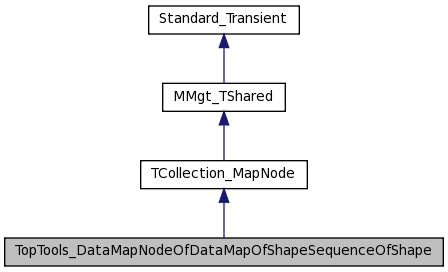 Standard_Transient
MMgt_TShared
TCollection_MapNode
TopTools_DataMapNodeOfDataMapOfShapeSequenceOfShape